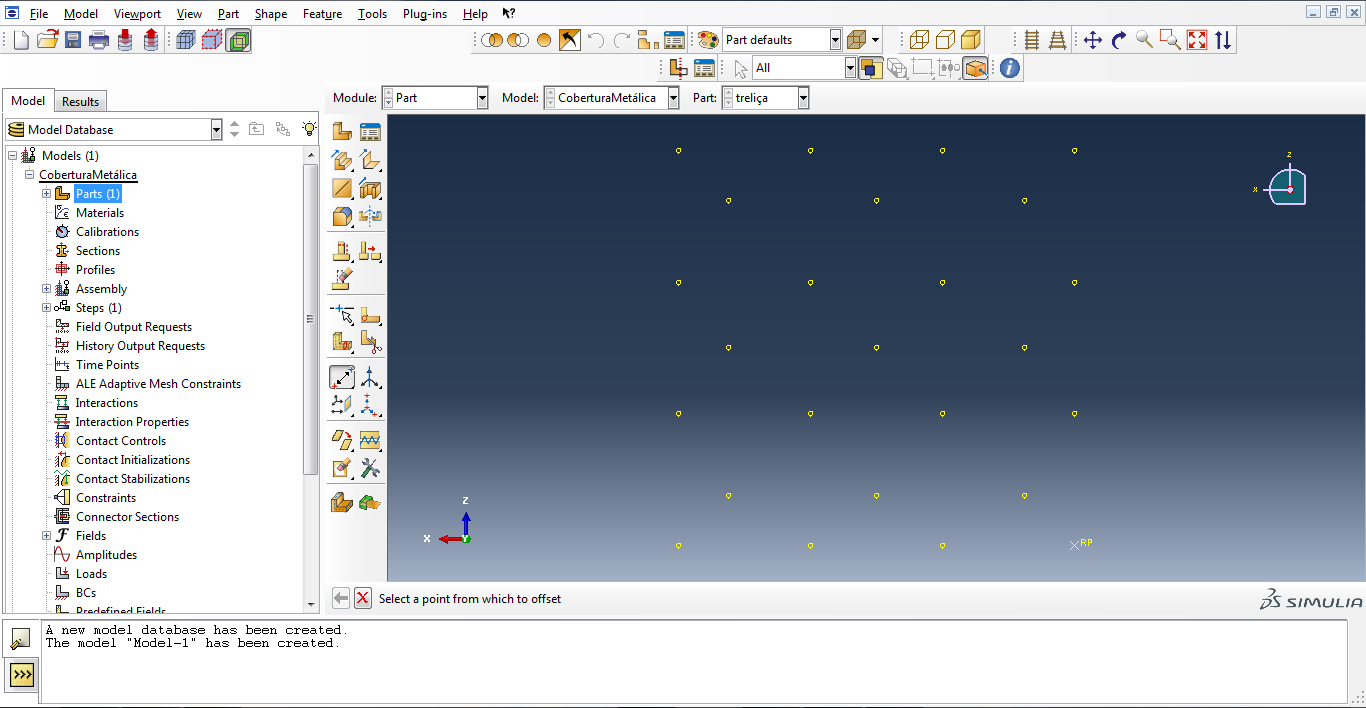 File Model Viewport View Part Shape Feature Tools Plug-ins Help
Part defaults
All
Model Results
Module: Part Model: CoberturaMetálica Part: treliça
Model Database
Models (1)
CoberturaMetálica
Parts (1)
Materials
Calibrations
Sections
Profiles
Assembly
Steps (1)
Field Output Requests
History Output Requests
Time Points
ALE Adaptive Mesh Constraints
Interactions
Interaction Properties
Contact Controls
Contact Initializations
Contact Stabilizations
Constraints
Connector Sections
Fields
Amplitudes
Loads
BCs
Predefined Fields
z
x
Z
X
Y
RP
Select a point from which to offset
SIMULIA
A new model database has been created.
The model "Model-1" has been created.
>>>